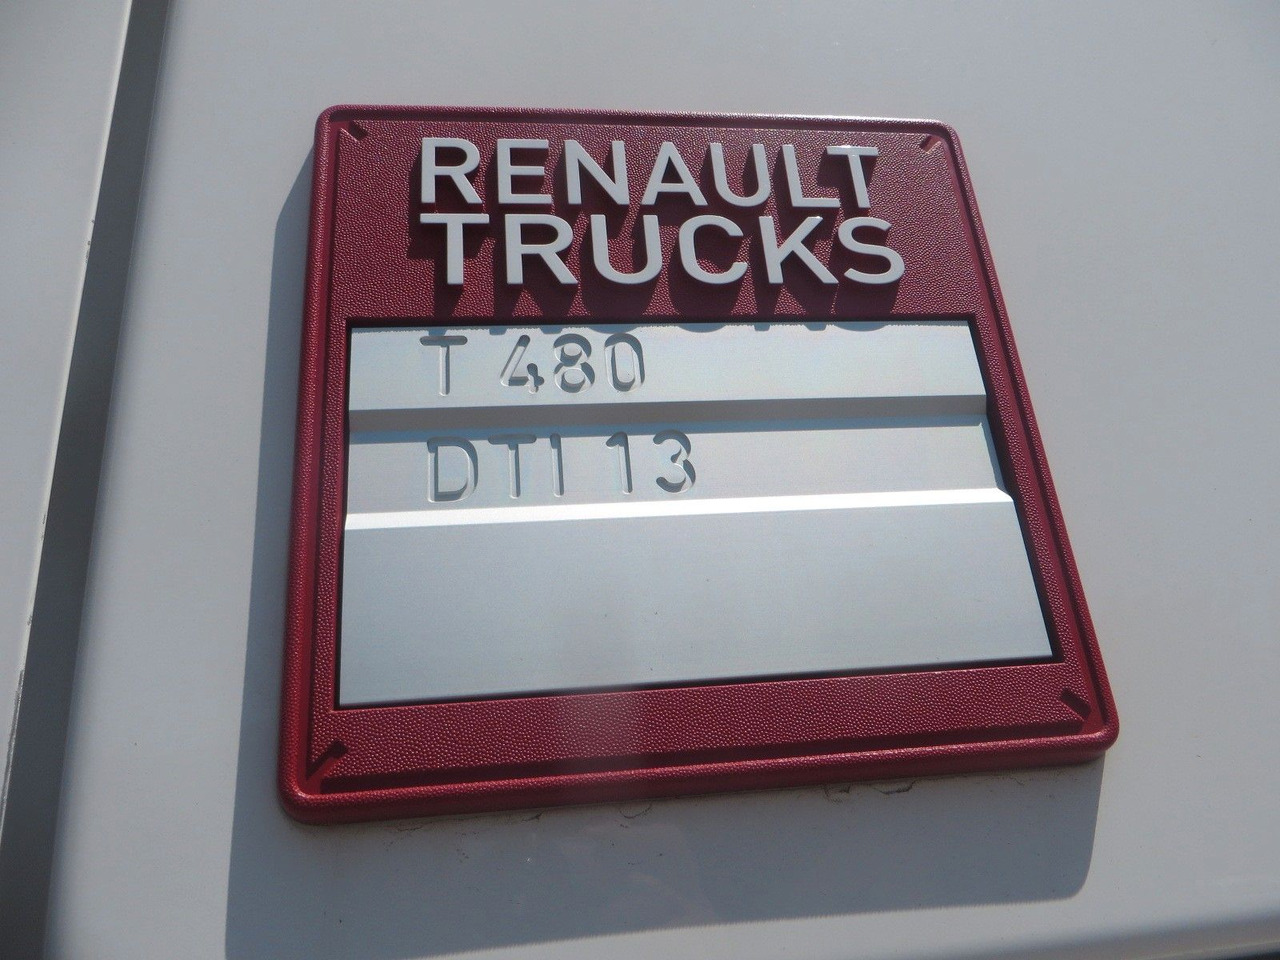 RENAULT
TRUCKS
T 480
DTI 13